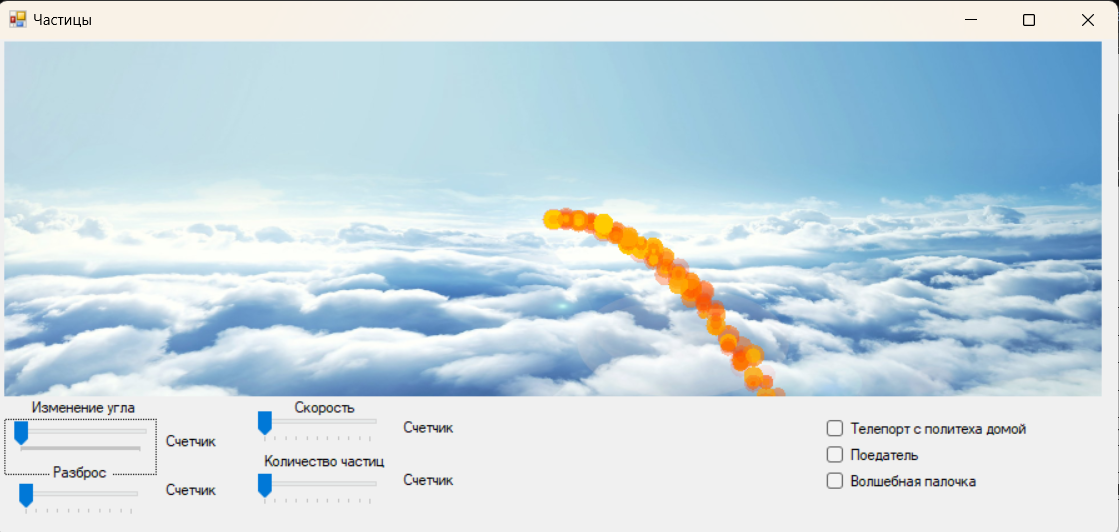 Частицы
Изменение угла
Счетчик
Разброс
Счетчик
Скорость
Счетчик
Количество частиц
Счетчик
Телепорт с политеха домой
Поедатель
Волшебная палочка